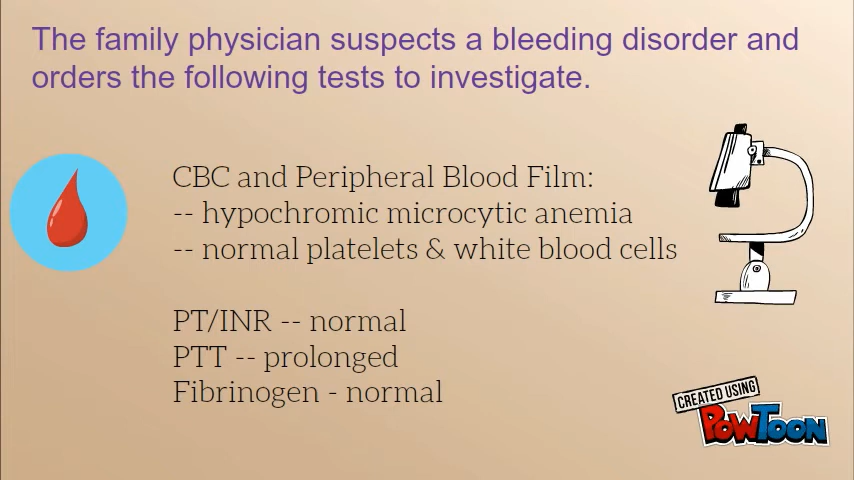 The family physician suspects a bleeding disorder and
orders the following tests to investigate.
CBC and Peripheral Blood Film:
-- hypochromic microcytic anemia
-- normal platelets & white blood cells
PT/INR -- normal
PTT -- prolonged
Fibrinogen - normal
CREATED USING
POWTOON